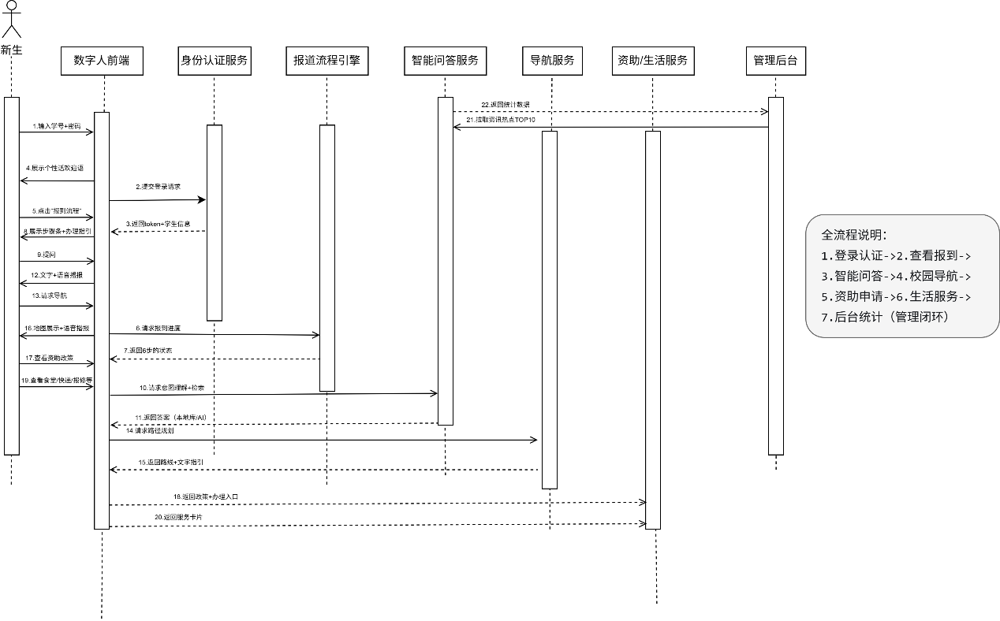 新生
数字人前端
身份认证服务
报道流程引擎
智能问答服务
导航服务
资助/生活服务
管理后台
22.返回统计数据
21.拉取资讯热点TOP10
1.输入学号+密码
4.展示个性话欢迎语
2.提交登录请求
5.点击"报到流程"
3.返回token+学生信息
8.展示步骤条+办理指引
9.提问
12.文字+语音播报
13.请求导航
16.地图展示+语音播报
6.请求报到进度
7.返回6步的状态
17.查看资助政策
19.查看食堂/快递/报修等
10.请求意图理解+检索
11.返回答案（本地库/AI）
14.请求路径规划
15.返回路线+文字指引
18.返回政策+办理入口
20.返回服务卡片
全流程说明：
1.登录认证->2.查看报到->
3.智能问答->4.校园导航->
5.资助申请->6.生活服务->
7.后台统计（管理闭环）